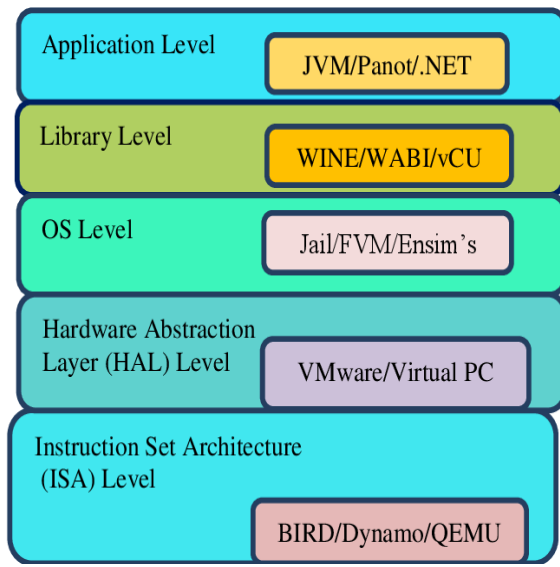 Application Level
JVM/Panot/.NET
Library Level
WINE/WABI/vCU
OS Level
Jail/FVM/Ensim's
Hardware Abstraction
Layer (HAL) Level
VMware/Virtual PC
Instruction Set Architecture
(ISA) Level
BIRD/Dynamo/QEMU